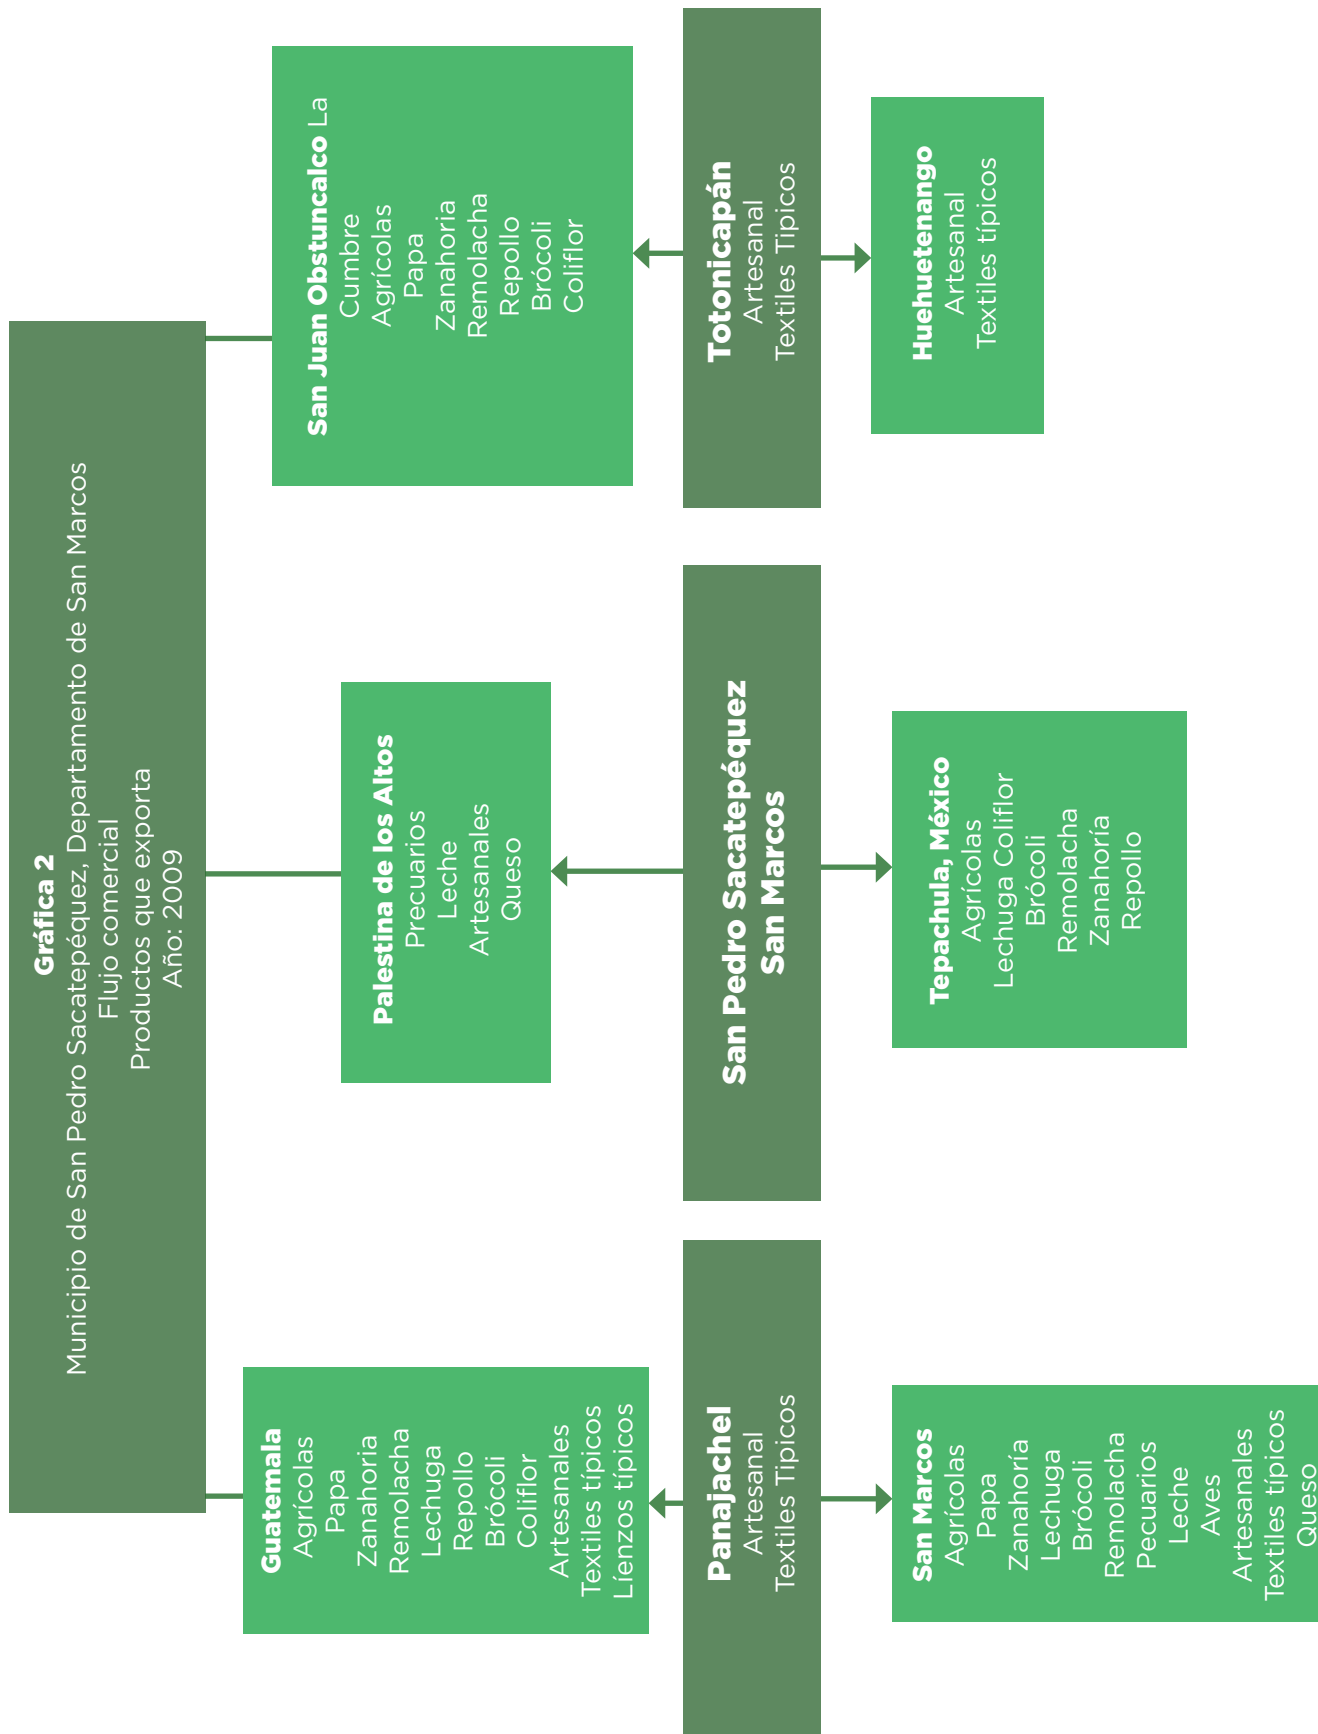 Gráfica 2
Municipio de San Pedro Sacatepéquez, Departamento de San Marcos
Flujo comercial
Productos que exporta
Año: 2009
Guatemala
Agrícolas
Papa
Zanahoria
Remolacha
Lechuga
Repollo
Brócoli
Coliflor
Artesanales
Textiles típicos
Líenzos típicos
Palestina de los Altos
Precuarios
Leche
Artesanales
Queso
San Juan Obstuncalco La
Cumbre
Agrícolas
Papa
Zanahoria
Remolacha
Repollo
Brócoli
Coliflor
Panajachel
Artesanal
Textiles Tipicos
San Pedro Sacatepéquez
San Marcos
Totonicapán
Artesanal
Textiles Tipicos
San Marcos
Agrícolas
Papa
Zanahoría
Lechuga
Brócoli
Remolacha
Pecuarios
Leche
Aves
Artesanales
Textiles típicos
Queso
Tepachula, México
Agrícolas
Lechuga Coliflor
Brócoli
Remolacha
Zanahoría
Repollo
Huehuetenango
Artesanal
Textiles típicos